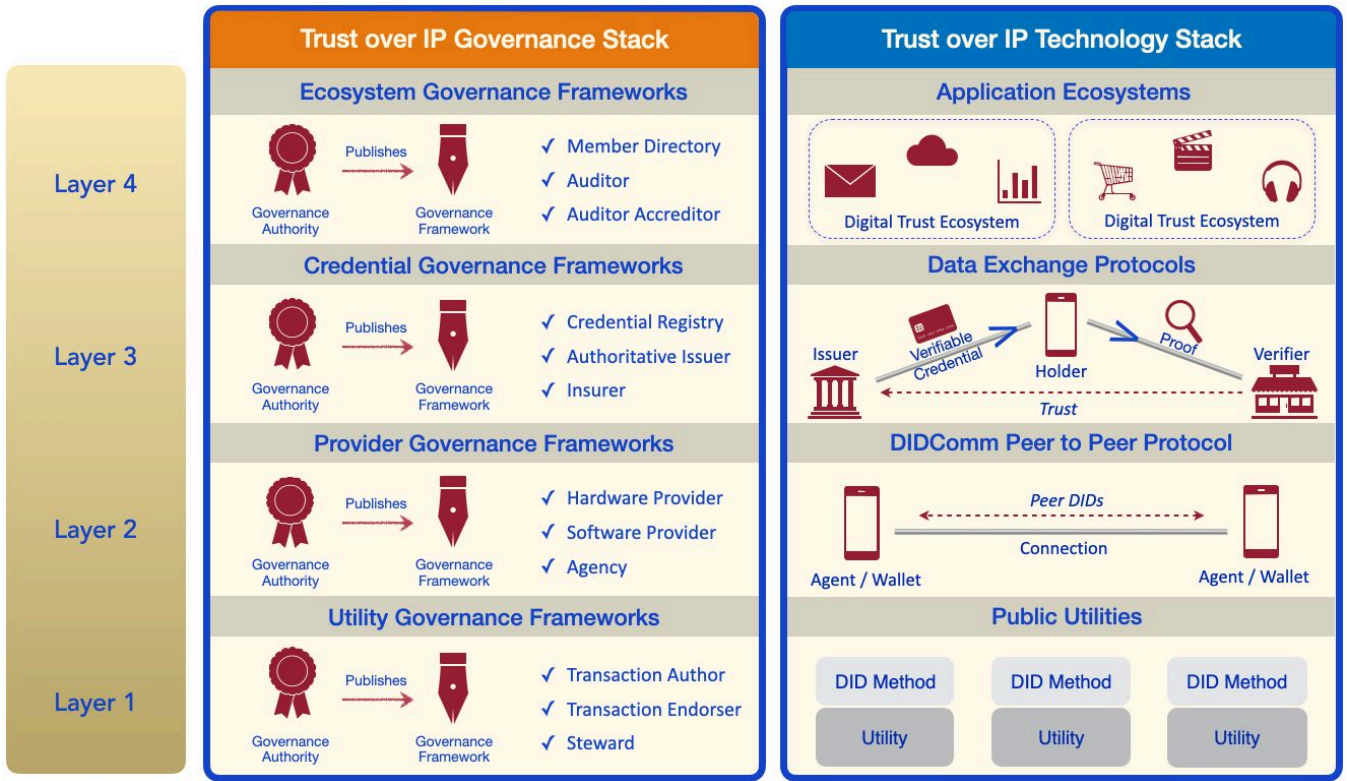 Trust over IP Governance Stack
Trust over IP Technology Stack
Layer 4
Ecosystem Governance Frameworks
Publishes
Governance
Authority
Governance
Framework
✓ Member Directory
✓ Auditor
✓ Auditor Accreditor
Application Ecosystems
Digital Trust Ecosystem
Digital Trust Ecosystem
Layer 3
Credential Governance Frameworks
Publishes
Governance
Authority
Governance
Framework
✓ Credential Registry
✓ Authoritative Issuer
✓ Insurer
Data Exchange Protocols
Issuer
Verifiable
Credential
Holder
Proof
Verifier
Trust
Layer 2
Provider Governance Frameworks
Publishes
Governance
Authority
Governance
Framework
✓ Hardware Provider
✓ Software Provider
✓ Agency
DIDComm Peer to Peer Protocol
Peer DIDs
Connection
Agent / Wallet
Agent / Wallet
Layer 1
Utility Governance Frameworks
Publishes
Governance
Authority
Governance
Framework
✓ Transaction Author
✓ Transaction Endorser
✓ Steward
Public Utilities
DID Method
DID Method
DID Method
Utility
Utility
Utility